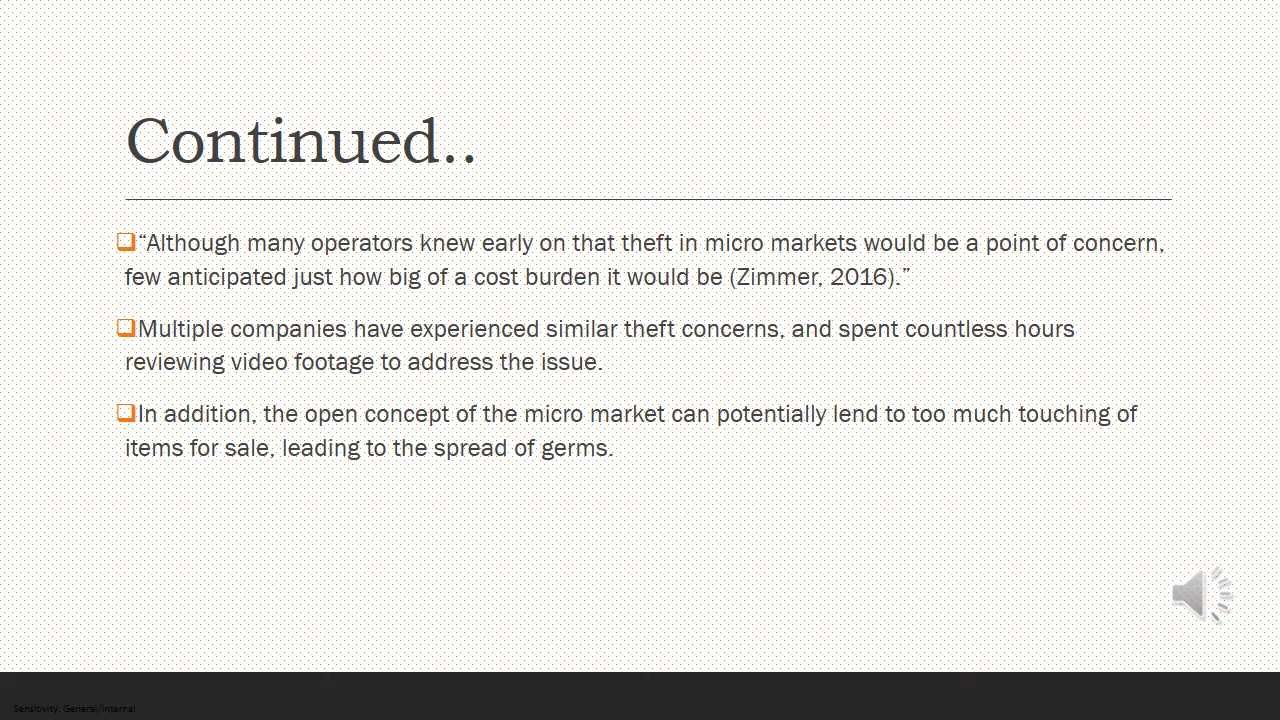 Continued..
“Although many operators knew early on that theft in micro markets would be a point of concern,
few anticipated just how big of a cost burden it would be (Zimmer, 2016).”
Multiple companies have experienced similar theft concerns, and spent countless hours
reviewing video footage to address the issue.
In addition, the open concept of the micro market can potentially lend to too much touching of
items for sale, leading to the spread of germs.
Sensitivity: General/Internal